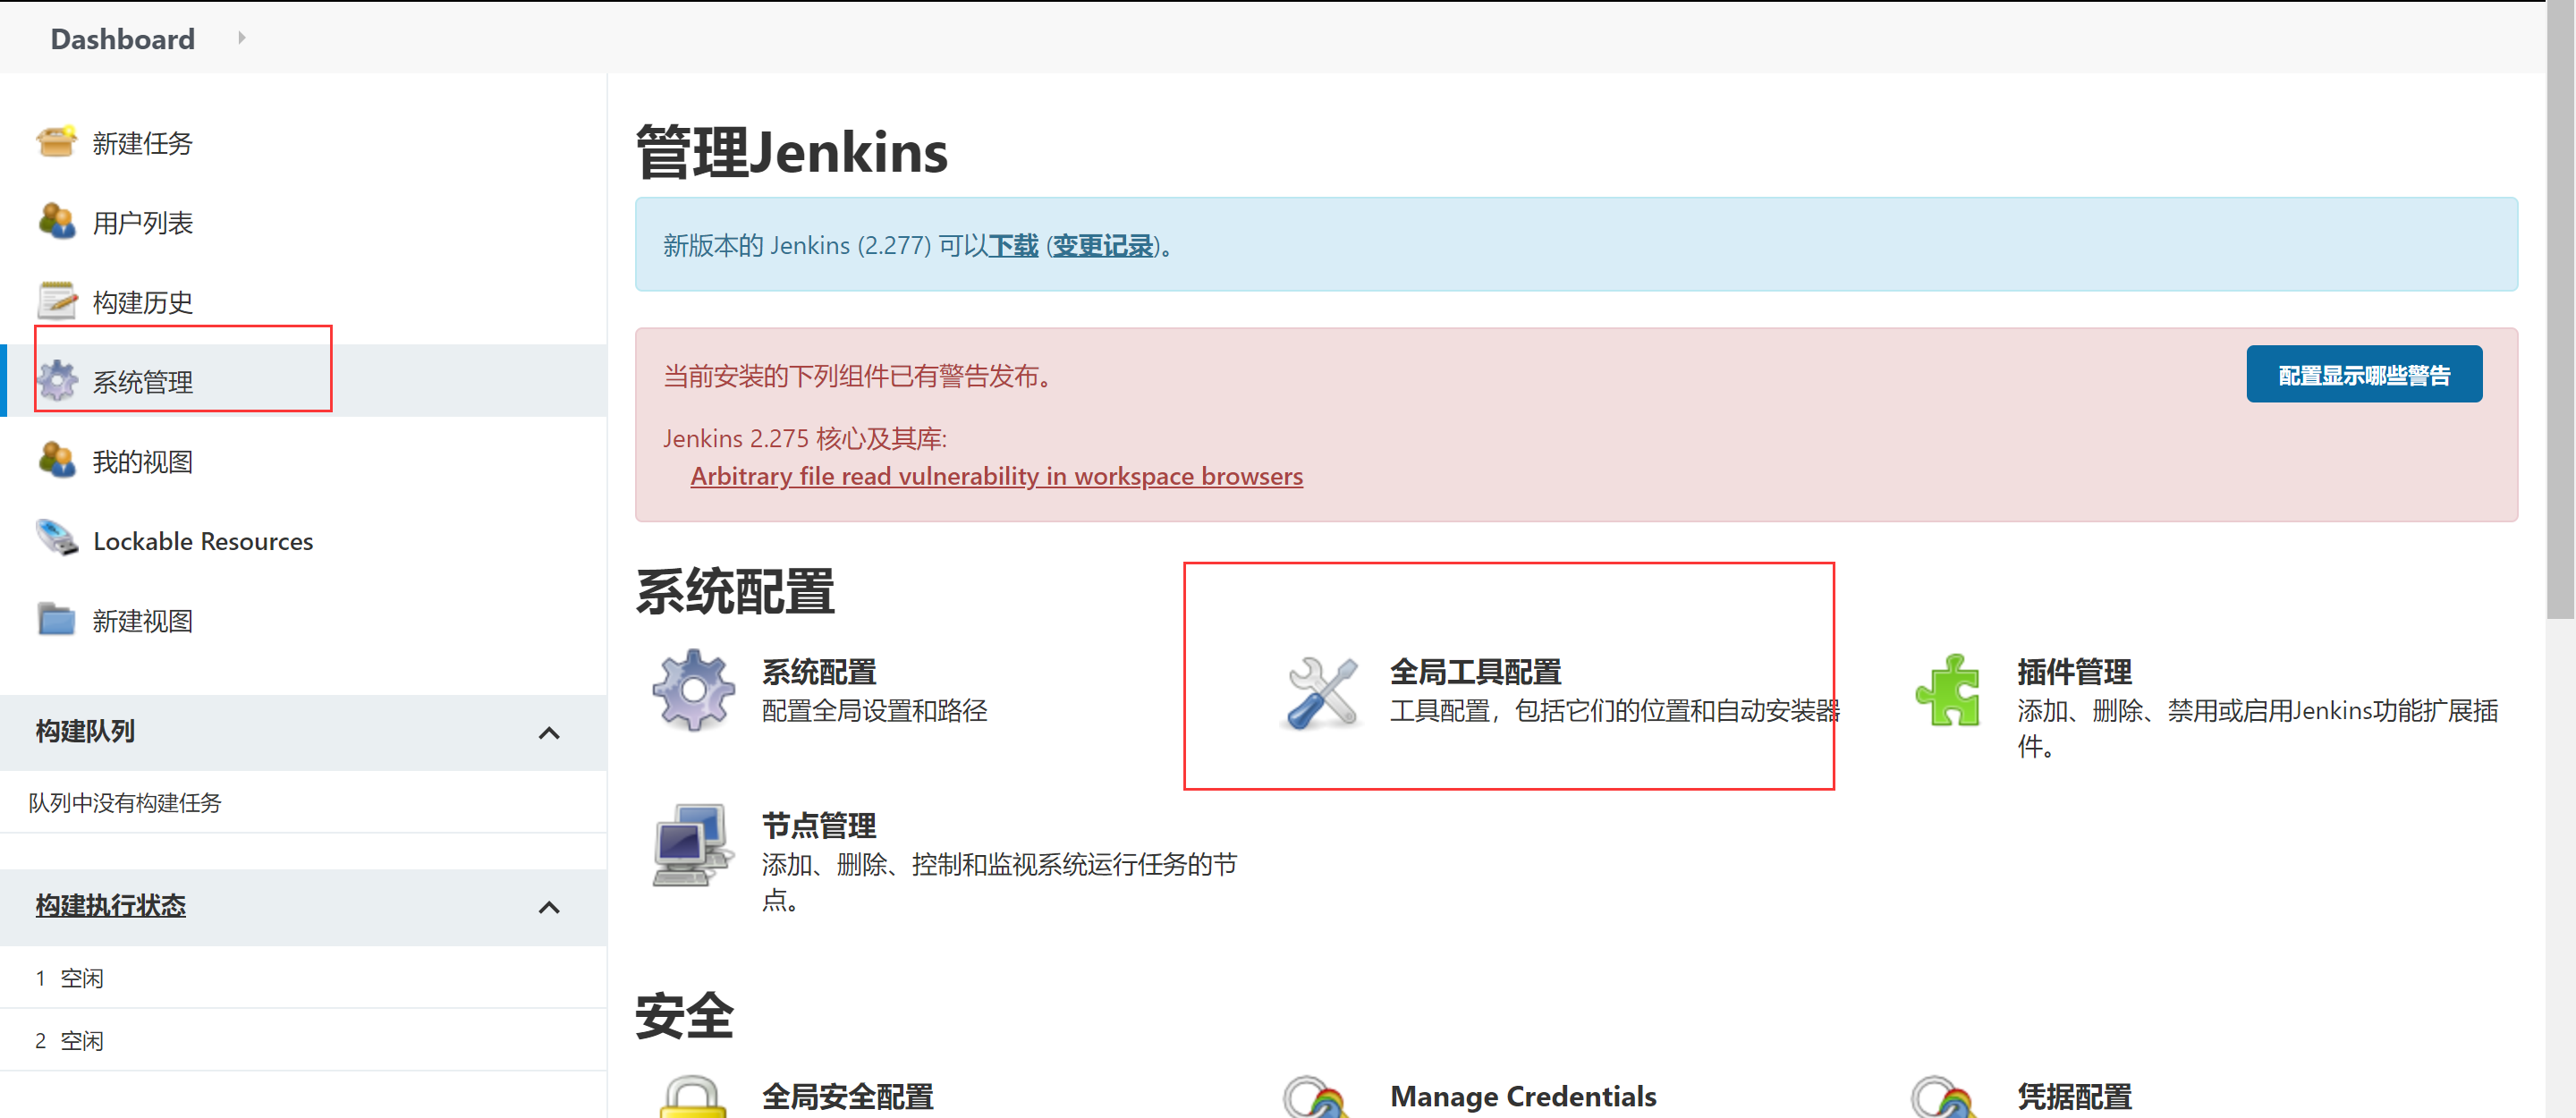 Dashboard
新建任务
用户列表
构建历史
系统管理
我的视图
Lockable Resources
新建视图
构建队列
队列中没有构建任务
构建执行状态
1 空闲
2 空闲
管理Jenkins
新版本的 Jenkins (2.277) 可以下载 (变更记录)。
当前安装的下列组件已有警告发布。
配置显示哪些警告
Jenkins 2.275 核心及其库:
Arbitrary file read vulnerability in workspace browsers
系统配置
系统配置
配置全局设置和路径
全局工具配置
工具配置，包括它们的位置和自动安装器
插件管理
添加、删除、禁用或启用Jenkins功能扩展插
件。
节点管理
添加、删除、控制和监视系统运行任务的节
点。
安全
全局安全配置
Manage Credentials
凭据配置